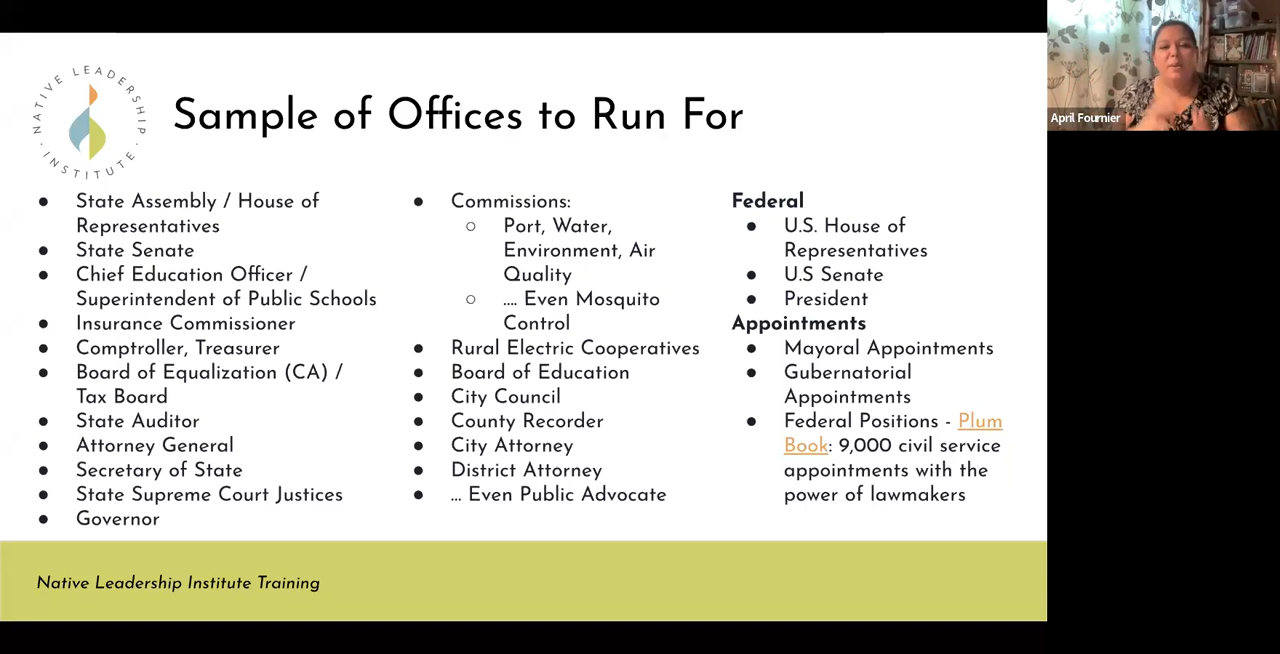 NATIVE LEADERSHIP
INSTITUTE
Sample of Offices to Run For
● State Assembly / House of
Representatives
● State Senate
● Chief Education Officer /
Superintendent of Public Schools
● Insurance Commissioner
● Comptroller, Treasurer
● Board of Equalization (CA) /
Tax Board
● State Auditor
● Attorney General
● Secretary of State
● State Supreme Court Justices
● Governor
● Commissions:
○ Port, Water,
Environment, Air
Quality
○ .... Even Mosquito
Control
● Rural Electric Cooperatives
● Board of Education
● City Council
● County Recorder
● City Attorney
● District Attorney
● ... Even Public Advocate
Federal
● U.S. House of
Representatives
● U.S Senate
● President
Appointments
● Mayoral Appointments
● Gubernatorial
Appointments
● Federal Positions - Plum
Book: 9,000 civil service
appointments with the
power of lawmakers
Native Leadership Institute Training
April Fournier